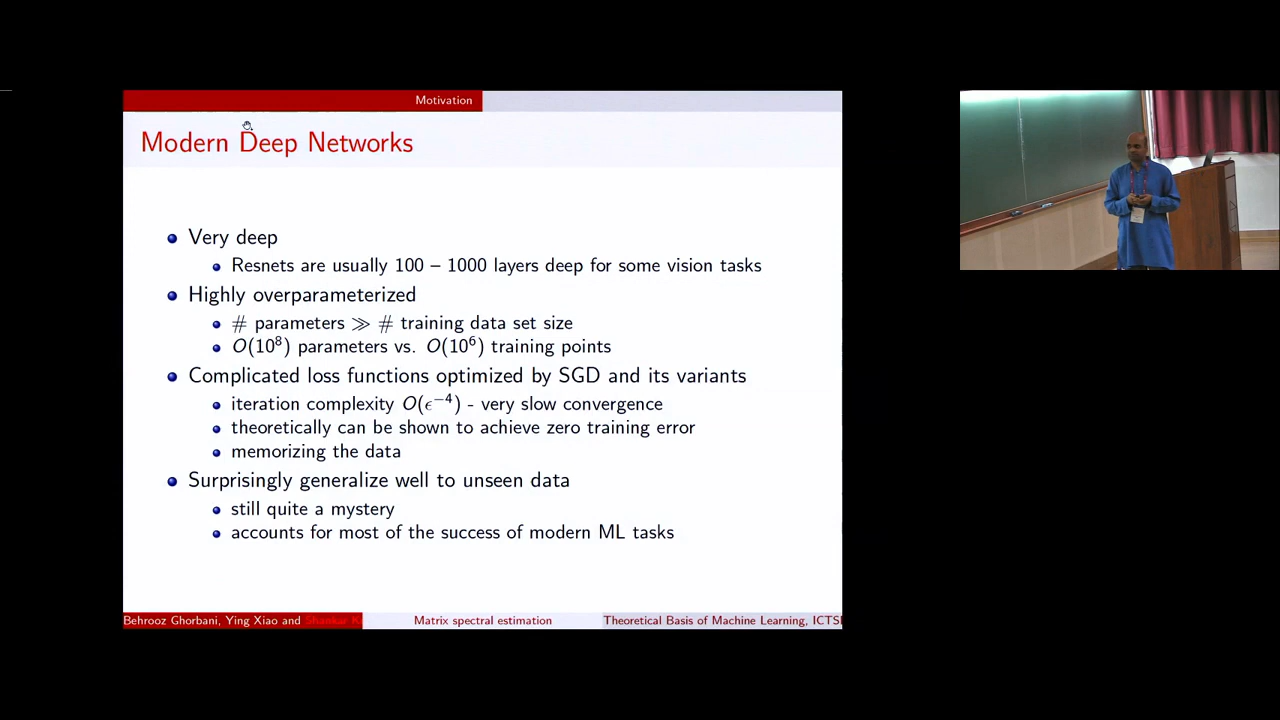 Motivation
Modern Deep Networks
Very deep
Resnets are usually 100 – 1000 layers deep for some vision tasks
Highly overparameterized
# parameters ≫ # training data set size
O(10⁸) parameters vs. O(10⁶) training points
Complicated loss functions optimized by SGD and its variants
iteration complexity O(ϵ⁻⁴) - very slow convergence
theoretically can be shown to achieve zero training error
memorizing the data
Surprisingly generalize well to unseen data
still quite a mystery
accounts for most of the success of modern ML tasks
Behrooz Ghorbani, Ying Xiao and Shankar
Matrix spectral estimation
Theoretical Basis of Machine Learning, ICTS